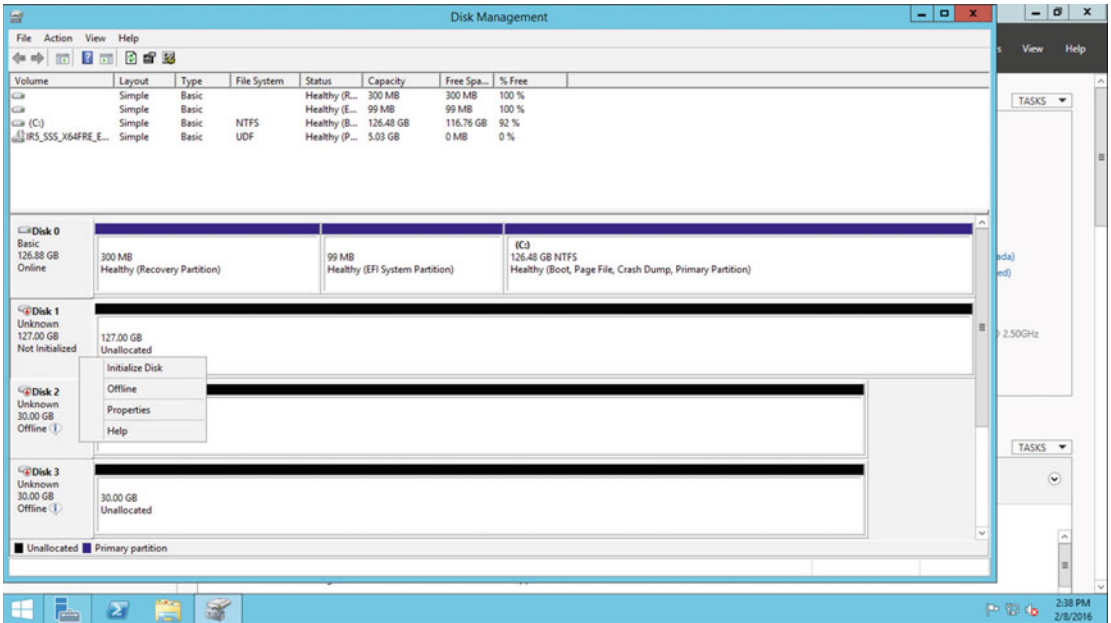 Disk Management
File Action View Help
Volume Layout Type File System Status Capacity Free Spa... % Free
Simple Basic Healthy (R... 300 MB 300 MB 100 %
Simple Basic Healthy (E... 99 MB 99 MB 100 %
(C:) Simple Basic NTFS Healthy (B... 126.48 GB 116.76 GB 92 %
IR5_SSS_X64FRE_E... Simple Basic UDF Healthy (P... 5.03 GB 0 MB 0 %
Disk 0
Basic
126.88 GB
Online
300 MB
Healthy (Recovery Partition)
99 MB
Healthy (EFI System Partition)
(C:)
126.48 GB NTFS
Healthy (Boot, Page File, Crash Dump, Primary Partition)
Disk 1
Unknown
127.00 GB
Not Initialized
127.00 GB
Unallocated
Initialize Disk
Offline
Properties
Help
Disk 2
Unknown
30.00 GB
Offline
Disk 3
Unknown
30.00 GB
Offline
30.00 GB
Unallocated
Unallocated Primary partition
s View Help
TASKS
ada)
ed)
2.50GHz
TASKS
2:38 PM
2/8/2016